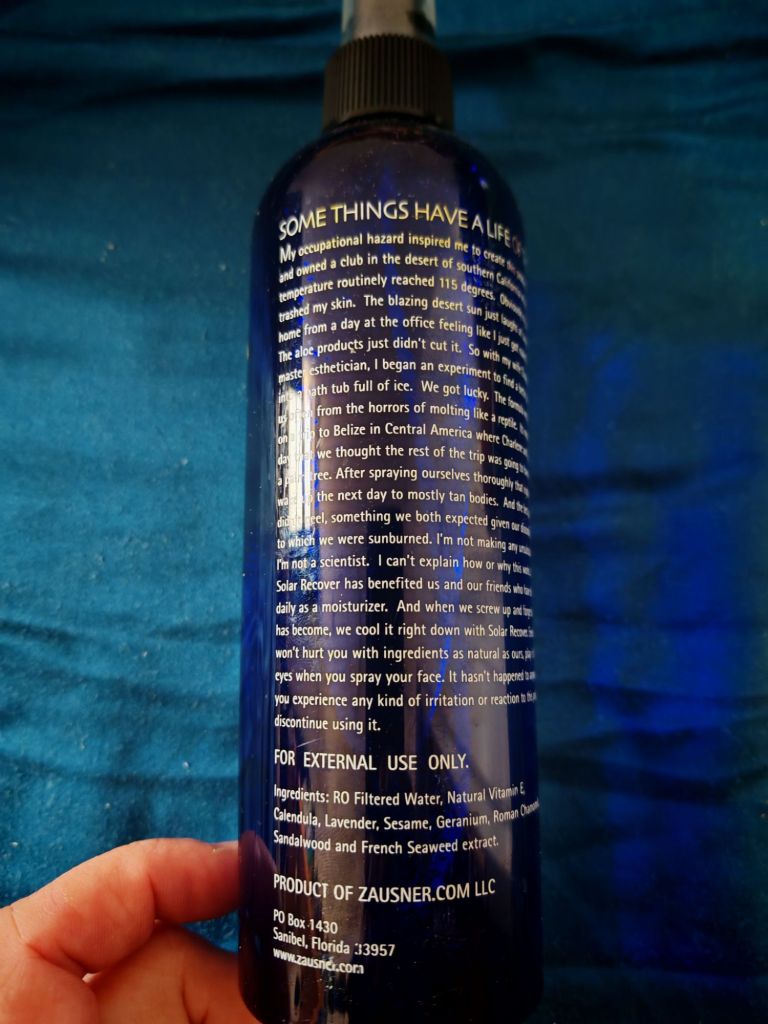 SOME THINGS HAVE A LIFE
My occupational hazard inspired me to create
and owned a club in the desert of southern
temperature routinely reached 115 degrees.
trashed my skin. The blazing desert sun just
home from a day at the office feeling like I just
The aloe products just didn't cut it. So with my
esthetician, I began an experiment to find a
bath tub full of ice. We got lucky. The
us from the horrors of molting like a reptile.
on to Belize in Central America where
we thought the rest of the trip was going
a tree. After spraying ourselves thoroughly
the next day to mostly tan bodies. And the
something we both expected given our
to which we were sunburned. I'm not making any
I'm not a scientist. I can't explain how or why this
Solar Recover has benefited us and our friends who
daily as a moisturizer. And when we screw up and
has become, we cool it right down with Solar Recover.
won't hurt you with ingredients as natural as ours,
eyes when you spray your face. It hasn't happened to
you experience any kind of irritation or reaction to the
discontinue using it.
FOR EXTERNAL USE ONLY.
Ingredients: RO Filtered Water, Natural Vitamin E,
Calendula, Lavender, Sesame, Geranium, Roman
Sandalwood and French Seaweed extract.
PRODUCT OF ZAUSNER.COM LLC
PO Box 1430
Sanibel, Florida 33957
www.zausner.com